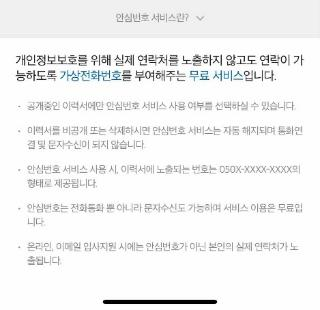 안심번호 서비스란?
개인정보보호를 위해 실제 연락처를 노출하지 않고도 연락이 가
능하도록 가상전화번호를 부여해주는 무료 서비스입니다.
· 공개중인 이력서에만 안심번호 서비스 사용 여부를 선택하실 수 있습니다.
· 이력서를 비공개 또는 삭제하시면 안심번호 서비스는 자동 해지되며 통화연
결 및 문자수신이 되지 않습니다.
· 안심번호 서비스 사용 시, 이력서에 노출되는 번호는 050X-XXXX-XXXX의
형태로 제공됩니다.
· 안심번호는 전화통화 뿐 아니라 문자수신도 가능하며 서비스 이용은 무료입
니다.
· 온라인, 이메일 입사지원 시에는 안심번호가 아닌 본인의 실제 연락처가 노
출됩니다.